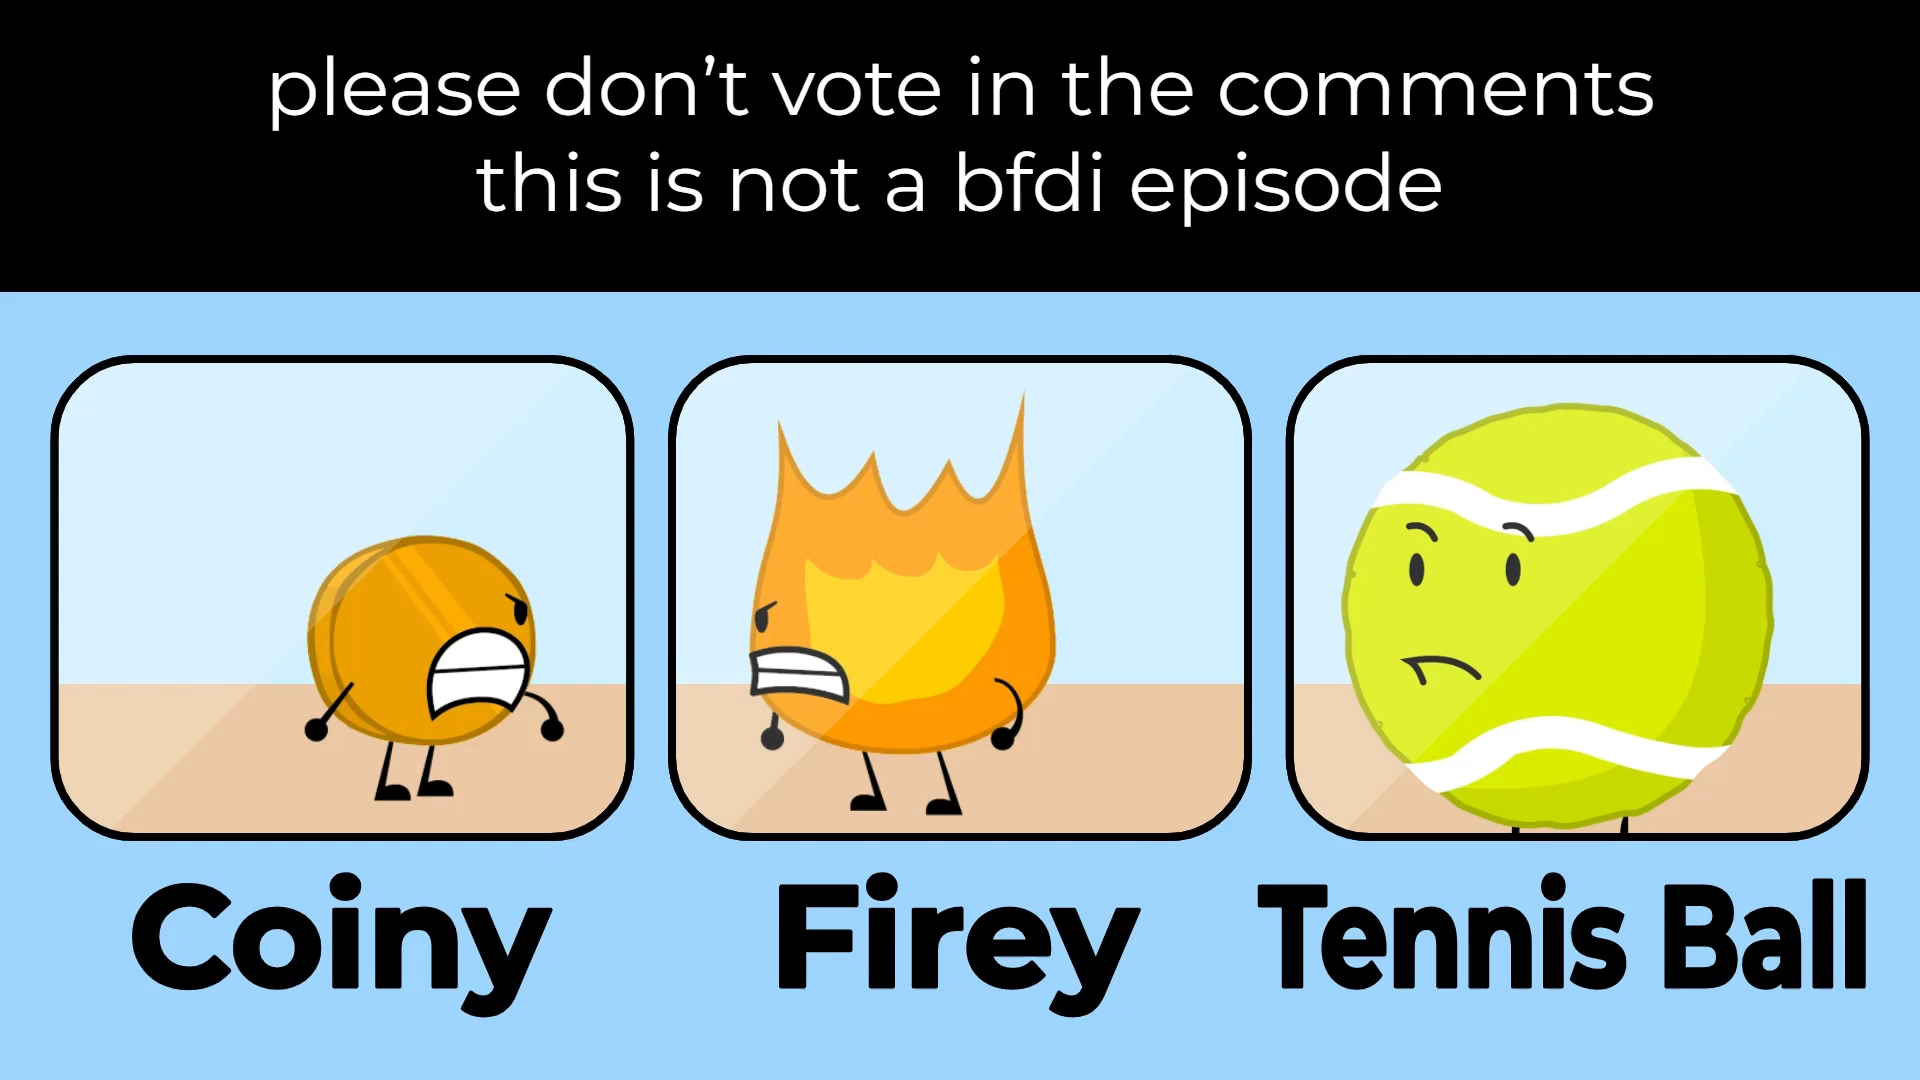 please don’t vote in the comments
this is not a bfdi episode
Coiny
Firey
Tennis Ball